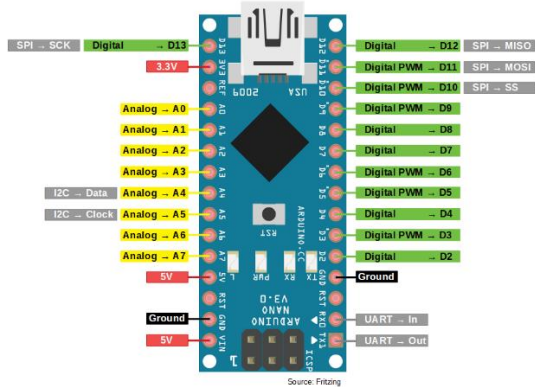 SPI → SCK
Digital → D13
3.3V
Analog → A0
Analog → A1
Analog → A2
Analog → A3
I2C → Data
Analog → A4
I2C → Clock
Analog → A5
Analog → A6
Analog → A7
5V
Ground
5V
D13
3V3
REF
A0
A1
A2
A3
A4
A5
A6
A7
5V
RST
GND
VIN
2009
USA
RST
ARDUINO.CC
L
PWR
RX
TX
ARDUINO
NANO
V3.0
ICSP
1
D12
D11
D10
D9
D8
D7
D6
D5
D4
D3
D2
GND
RST
RX0
TX1
Digital → D12
SPI → MISO
Digital PWM → D11
SPI → MOSI
Digital PWM → D10
SPI → SS
Digital PWM → D9
Digital → D8
Digital → D7
Digital PWM → D6
Digital PWM → D5
Digital → D4
Digital PWM → D3
Digital → D2
Ground
UART → In
UART → Out
Source: Fritzing